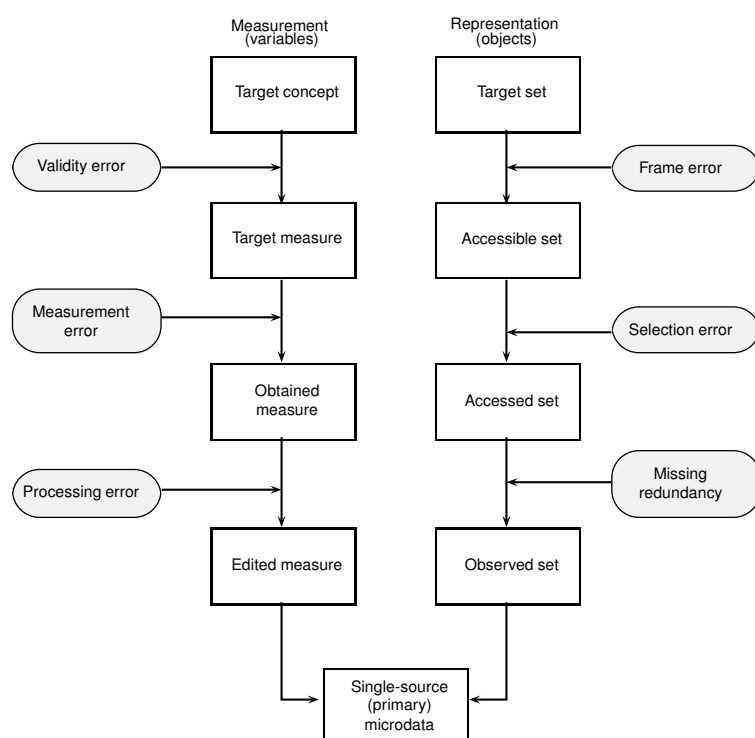 Measurement
(variables)
Representation
(objects)
Target concept
Target set
Validity error
Frame error
Target measure
Accessible set
Measurement
error
Selection error
Obtained
measure
Accessed set
Processing error
Missing
redundancy
Edited measure
Observed set
Single-source
(primary)
microdata